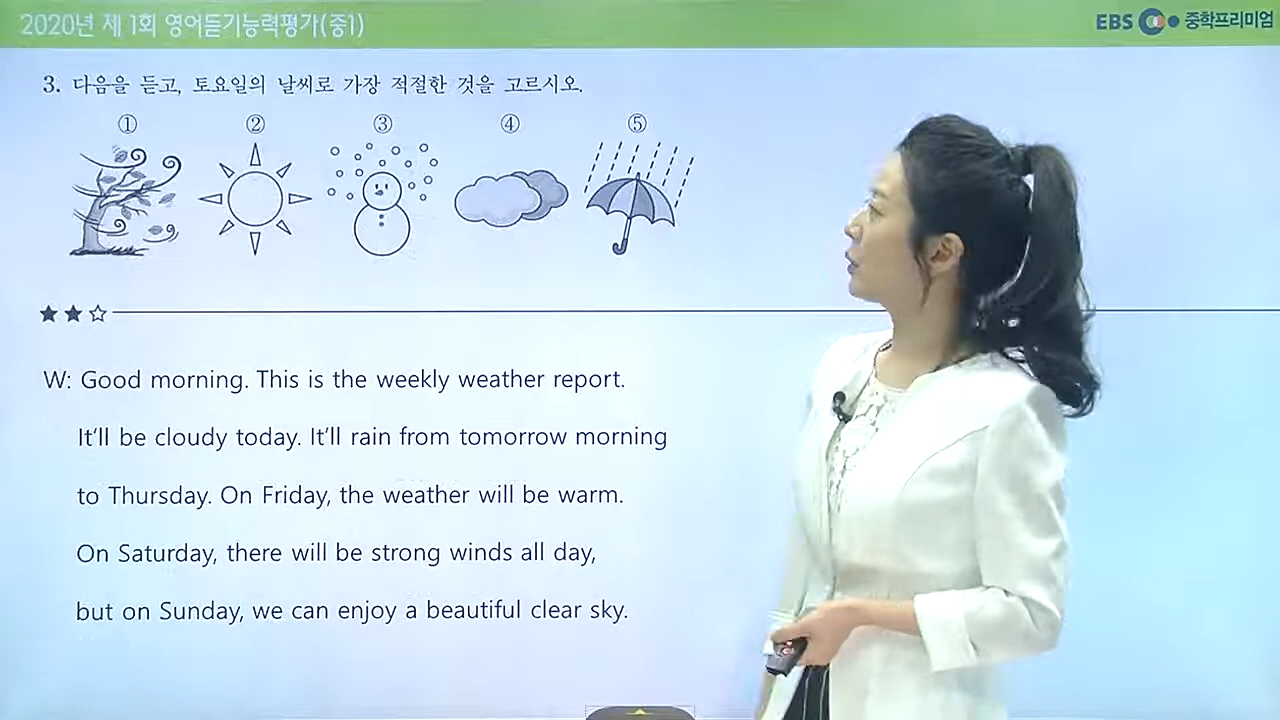 2020년 제 1회 영어듣기능력평가(중1)
EBS 중학프리미엄
3. 다음을 듣고, 토요일의 날씨로 가장 적절한 것을 고르시오.
① ② ③ ④ ⑤
W: Good morning. This is the weekly weather report.
It'll be cloudy today. It'll rain from tomorrow morning
to Thursday. On Friday, the weather will be warm.
On Saturday, there will be strong winds all day,
but on Sunday, we can enjoy a beautiful clear sky.